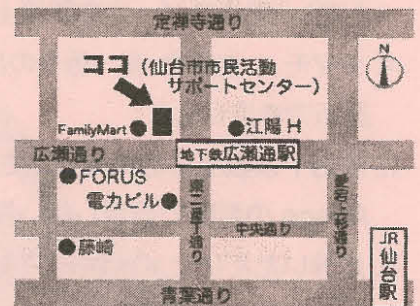 定禅寺通り
N
ココ（仙台市市民活動
サポートセンター）
FamilyMart
江陽 H
広瀬通り
地下鉄広瀬通駅
FORUS
電力ビル
東二番丁通り
愛宕上杉通り
中央通り
藤崎
JR
仙台駅
青葉通り